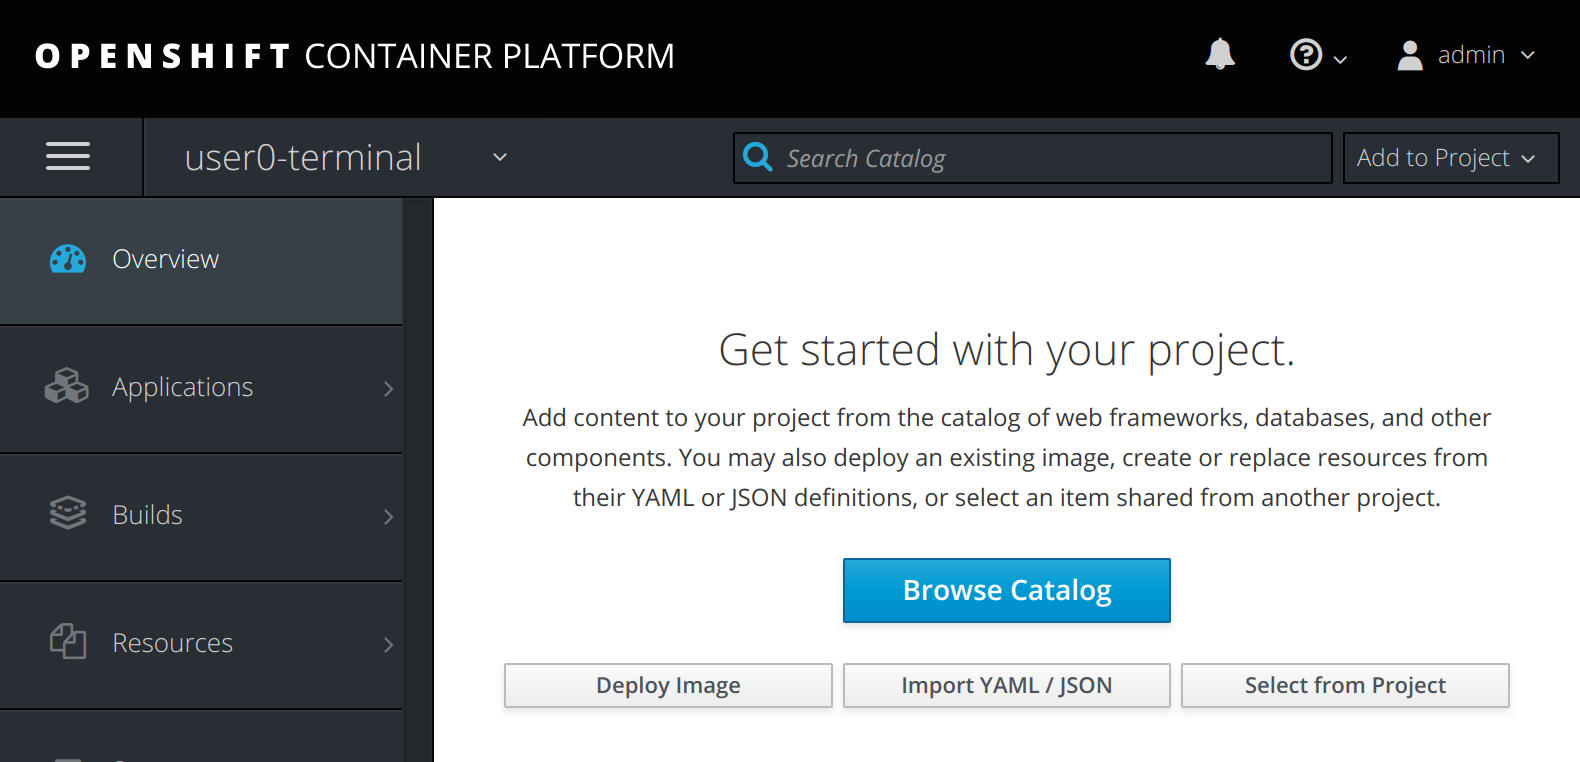 OPENSHIFT CONTAINER PLATFORM
admin
user0-terminal
Search Catalog
Add to Project
Overview
Applications
Builds
Resources
Get started with your project.
Add content to your project from the catalog of web frameworks, databases, and other
components. You may also deploy an existing image, create or replace resources from
their YAML or JSON definitions, or select an item shared from another project.
Browse Catalog
Deploy Image
Import YAML / JSON
Select from Project